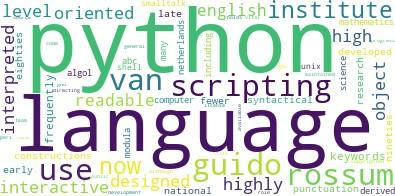 smalltalk
level oriented late english institute
eighties netherlands mathematics
python
interpreted
abc shell including
algol many
high
van scripting
unix developed
object
readable
computer fewer syntactical
science research
frequently
language
modula
constructions
keywords
use now guido
early
designed highly rossum
nineties
punctuation
interactive national derived